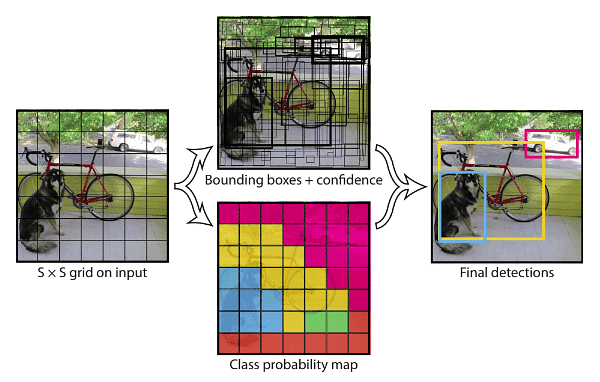 Bounding boxes + confidence
S × S grid on input
Final detections
Class probability map